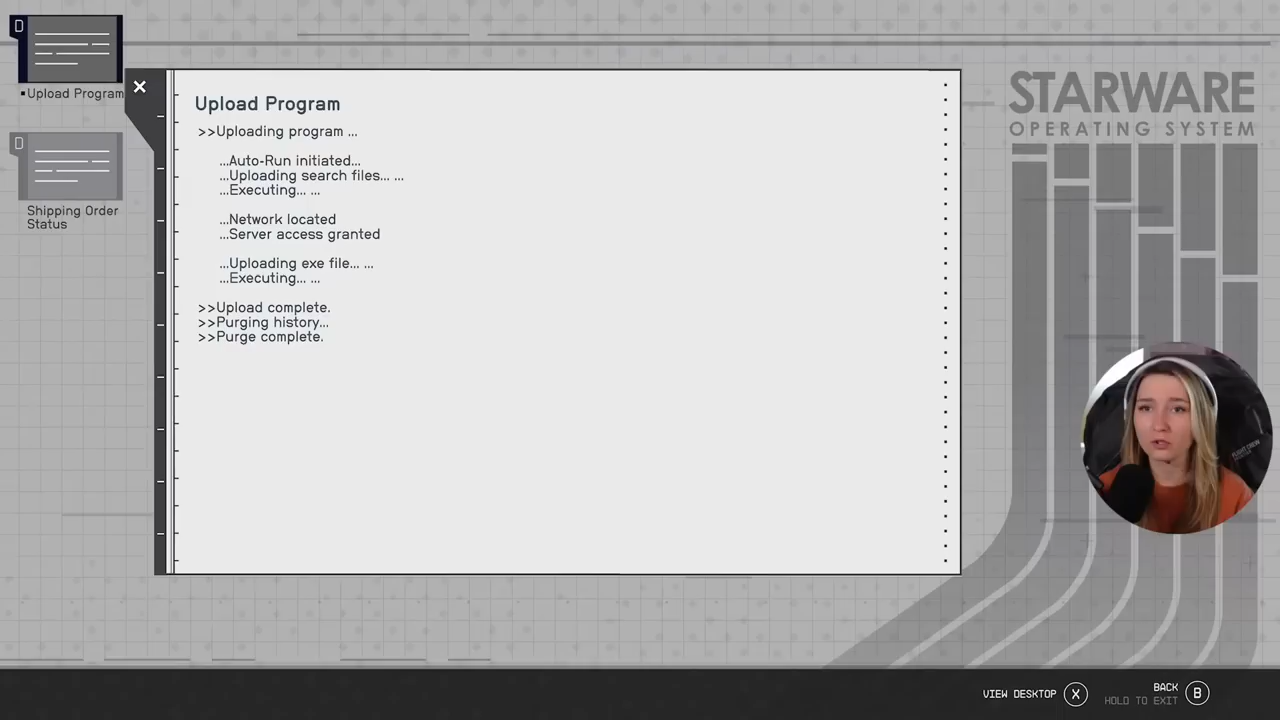 D
Upload Program
D
Shipping Order
Status
Upload Program
>>Uploading program ...
...Auto-Run initiated...
...Uploading search files... ...
...Executing... ...
...Network located
...Server access granted
...Uploading exe file... ...
...Executing... ...
>>Upload complete.
>>Purging history...
>>Purge complete.
STARWARE
OPERATING SYSTEM
VIEW DESKTOP X
BACK B
HOLD TO EXIT